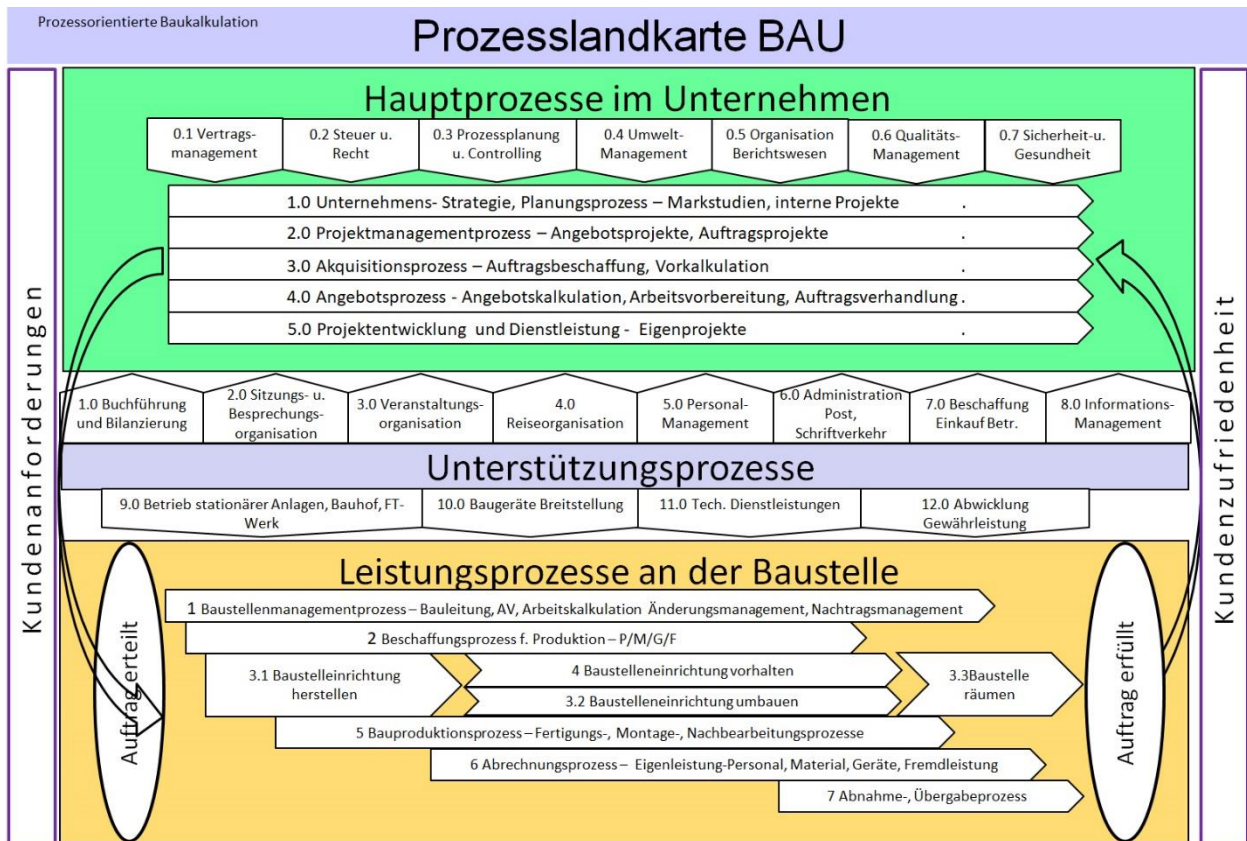 Prozessorientierte Baukalkulation
Prozesslandkarte BAU
Kundenanforderungen
Hauptprozesse im Unternehmen
0.1 Vertrags-
management
0.2 Steuer u.
Recht
0.3 Prozessplanung
u. Controlling
0.4 Umwelt-
Management
0.5 Organisation
Berichtswesen
0.6 Qualitäts-
Management
0.7 Sicherheit-u.
Gesundheit
1.0 Unternehmens- Strategie, Planungsprozess – Markstudien, interne Projekte .
2.0 Projektmanagementprozess – Angebotsprojekte, Auftragsprojekte .
3.0 Akquisitionsprozess – Auftragsbeschaffung, Vorkalkulation .
4.0 Angebotsprozess - Angebotskalkulation, Arbeitsvorbereitung, Auftragsverhandlung .
5.0 Projektentwicklung und Dienstleistung - Eigenprojekte .
1.0 Buchführung
und Bilanzierung
2.0 Sitzungs- u.
Besprechungs-
organisation
3.0 Veranstaltungs-
organisation
4.0
Reiseorganisation
5.0 Personal-
Management
6.0 Administration
Post,
Schriftverkehr
7.0 Beschaffung
Einkauf Betr.
8.0 Informations-
Management
Unterstützungsprozesse
9.0 Betrieb stationärer Anlagen, Bauhof, FT-
Werk
10.0 Baugeräte Breitstellung
11.0 Tech. Dienstleistungen
12.0 Abwicklung
Gewährleistung
Leistungsprozesse an der Baustelle
Auftrag erteilt
1 Baustellenmanagementprozess – Bauleitung, AV, Arbeitskalkulation Änderungsmanagement, Nachtragsmanagement
2 Beschaffungsprozess f. Produktion – P/M/G/F
3.1 Baustelleinrichtung
herstellen
4 Baustelleneinrichtung vorhalten
3.2 Baustelleneinrichtung umbauen
3.3Baustelle
räumen
5 Bauproduktionsprozess – Fertigungs-, Montage-, Nachbearbeitungsprozesse
6 Abrechnungsprozess – Eigenleistung-Personal, Material, Geräte, Fremdleistung
7 Abnahme-, Übergabeprozess
Auftrag erfüllt
Kundenzufriedenheit